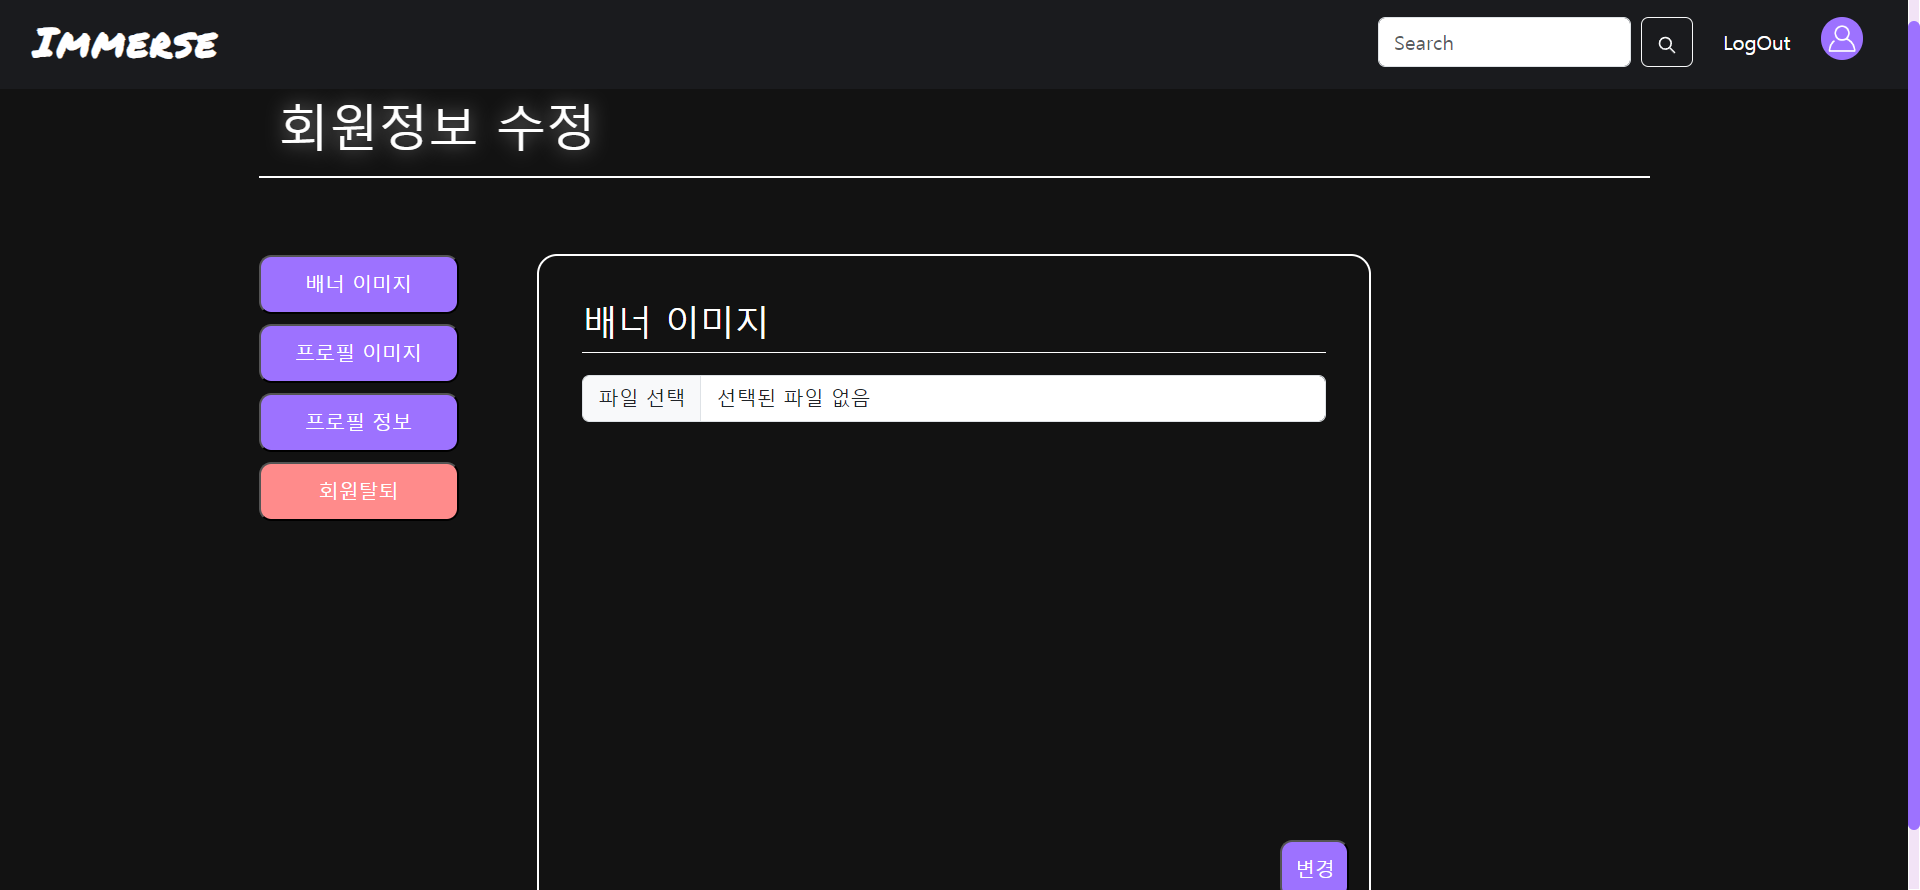 IMMERSE
Search
LogOut
회원정보 수정
배너 이미지
프로필 이미지
프로필 정보
회원탈퇴
배너 이미지
파일 선택 선택된 파일 없음
변경